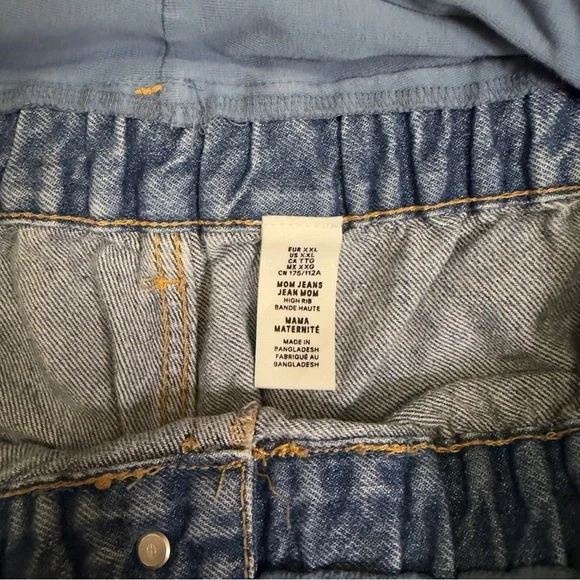 EUR XXL
US XXL
CA TTG
MX XXG
CN 175/112A
MOM JEANS
JEAN MOM
HIGH RIB
BANDE HAUTE
MAMA
MATERNITÉ
MADE IN
BANGLADESH
FABRIQUÉ AU
BANGLADESH